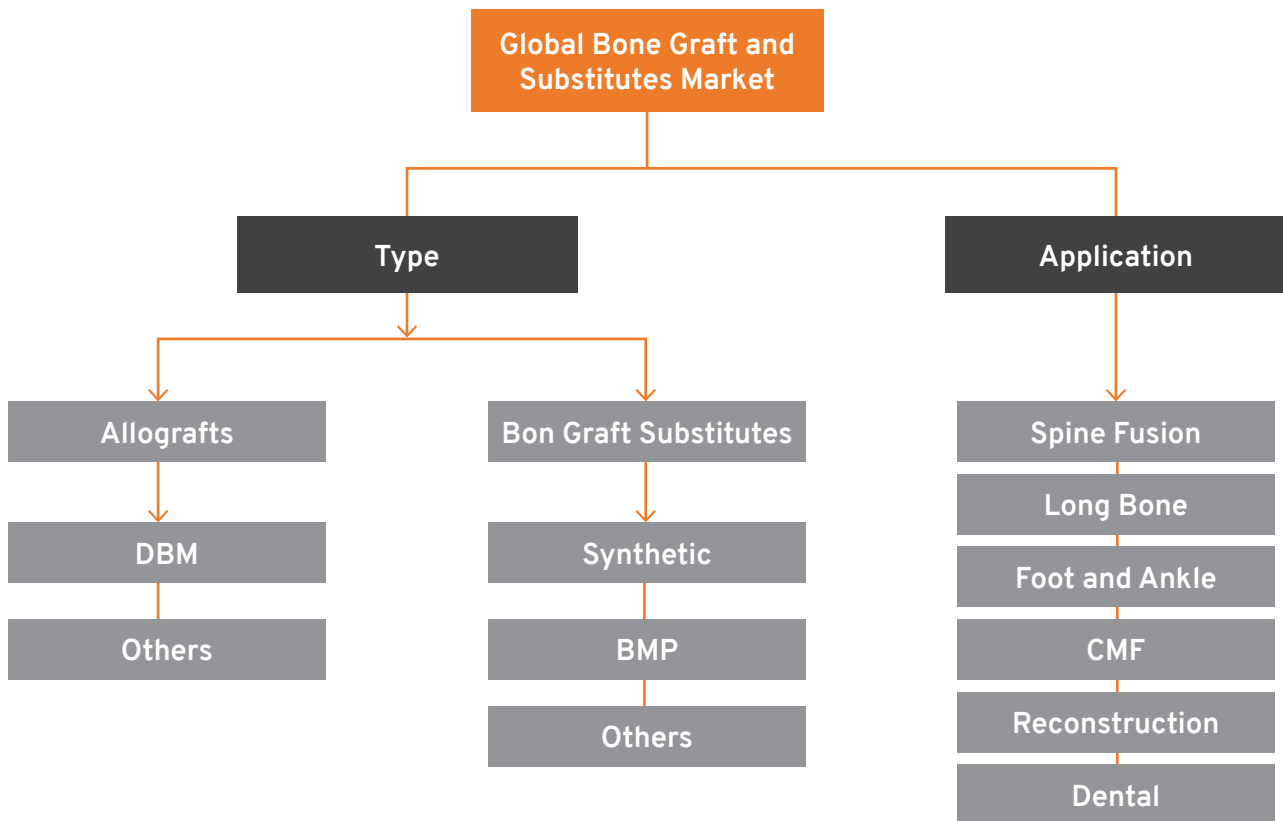 Global Bone Graft and
Substitutes Market
Type
Application
Allografts
Bon Graft Substitutes
Spine Fusion
Long Bone
DBM
Synthetic
Foot and Ankle
Others
BMP
CMF
Reconstruction
Others
Dental